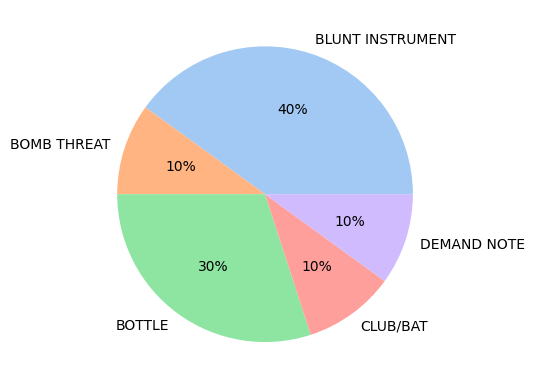 BLUNT INSTRUMENT
40%
BOMB THREAT
10%
10%
DEMAND NOTE
30%
10%
BOTTLE
CLUB/BAT